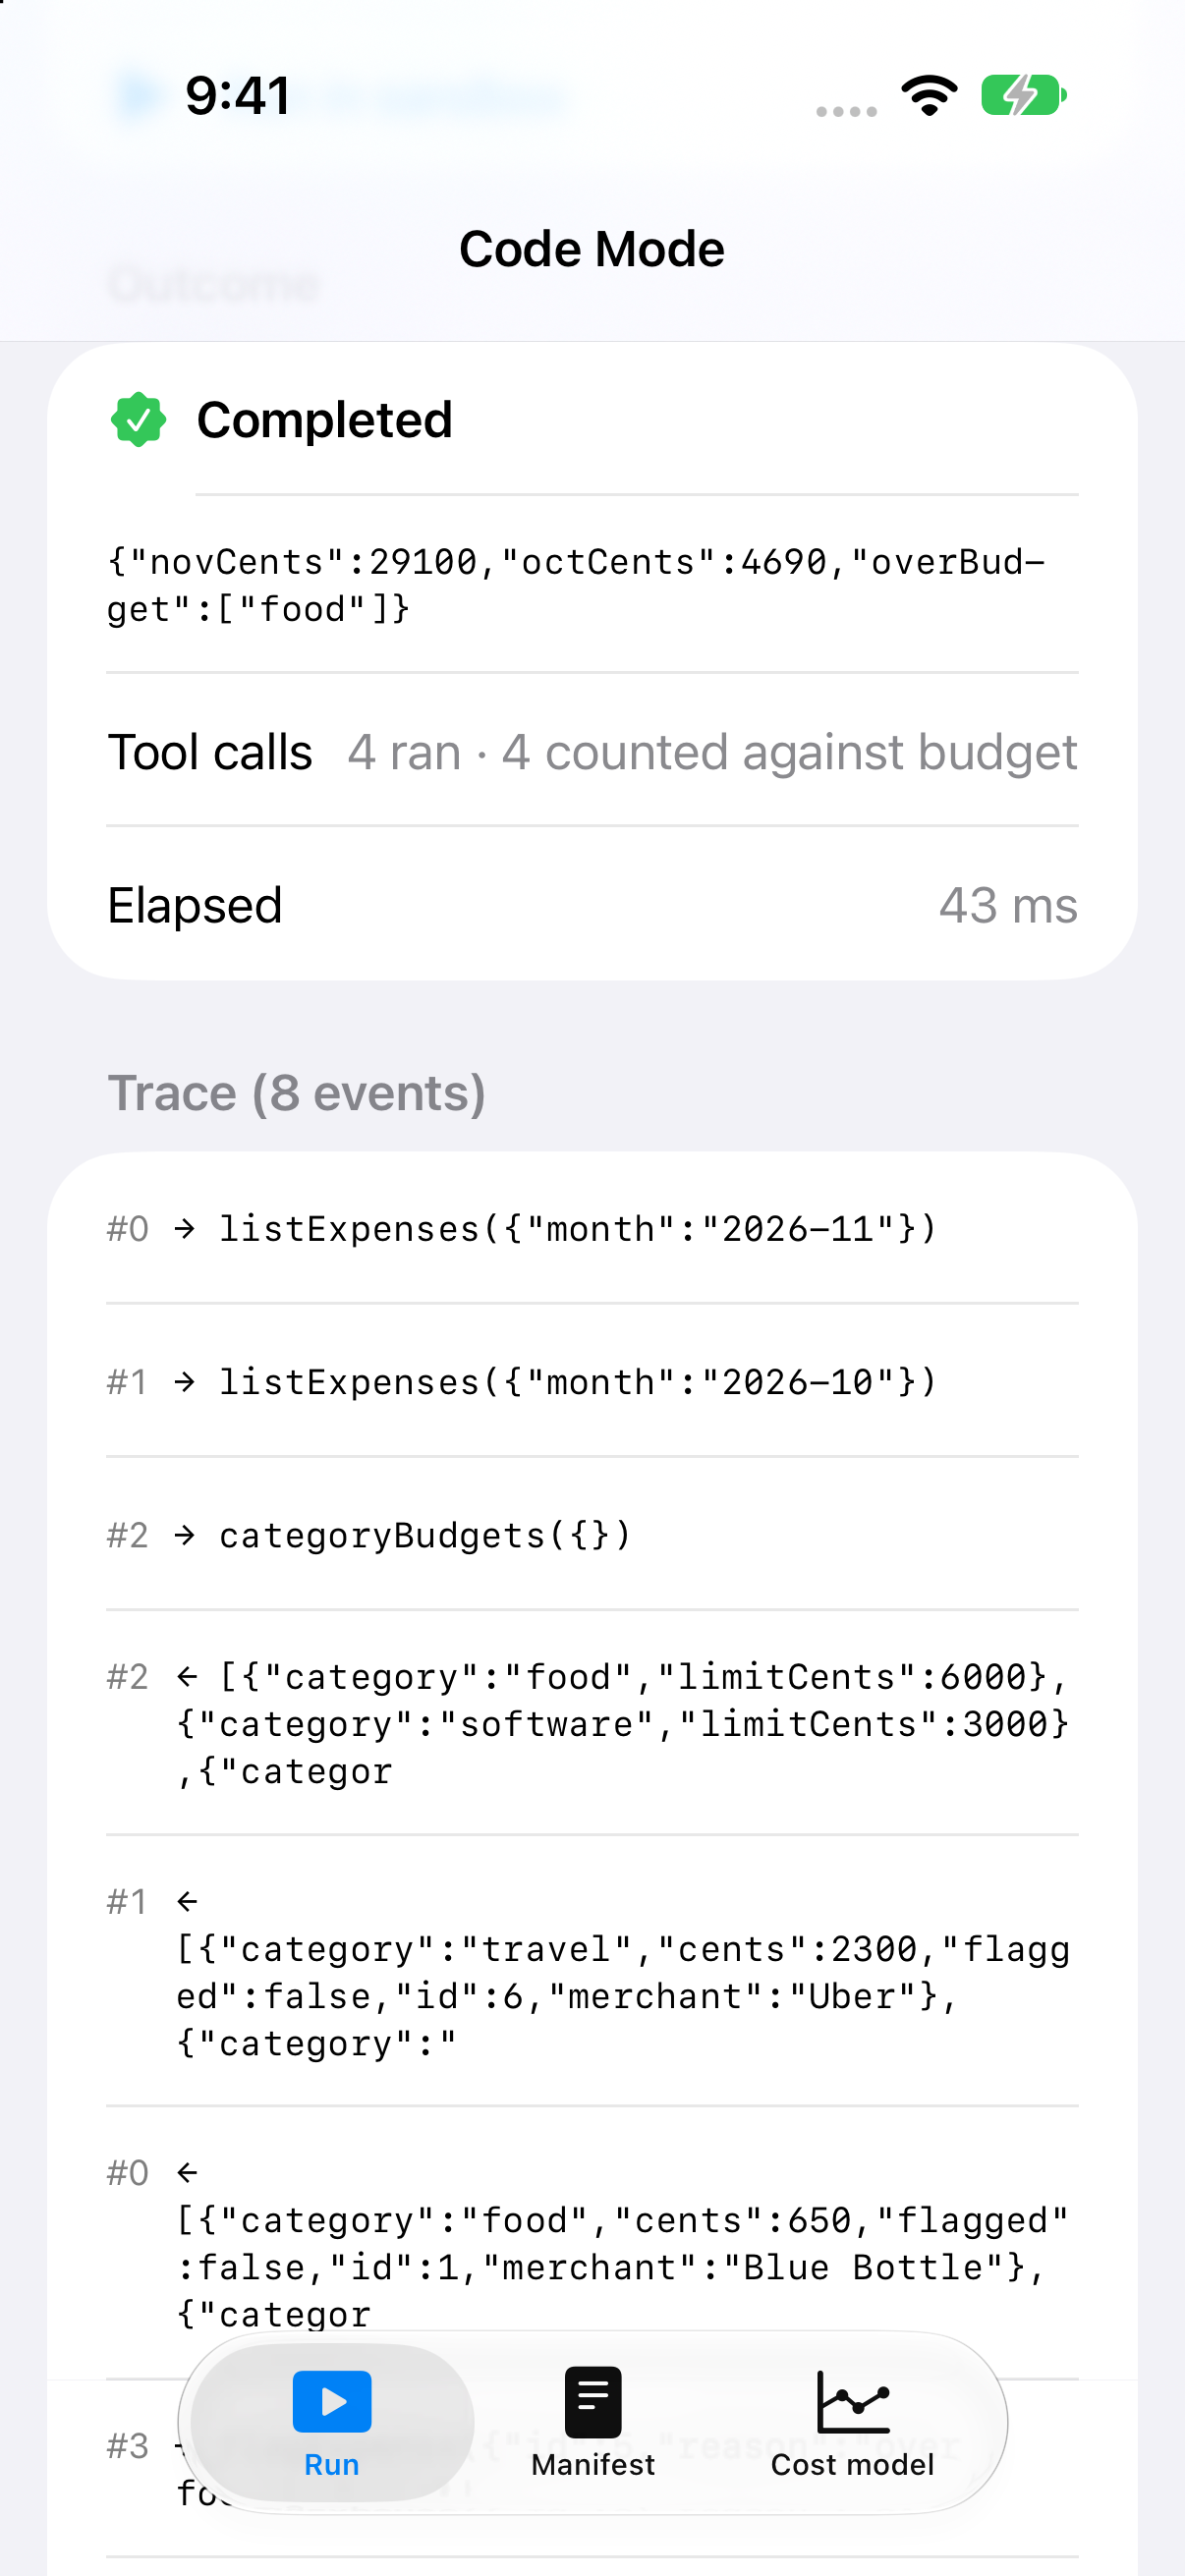 9:41
Code Mode
Outcome
Completed
{"novCents":29100,"octCents":4690,"overBud-
get":["food"]}
Tool calls 4 ran · 4 counted against budget
Elapsed 43 ms
Trace (8 events)
#0 → listExpenses({"month":"2026-11"})
#1 → listExpenses({"month":"2026-10"})
#2 → categoryBudgets({})
#2 ← [{"category":"food","limitCents":6000},
{"category":"software","limitCents":3000}
,{"categor
#1 ←
[{"category":"travel","cents":2300,"flagg
ed":false,"id":6,"merchant":"Uber"},
{"category":"
#0 ←
[{"category":"food","cents":650,"flagged"
:false,"id":1,"merchant":"Blue Bottle"},
{"categor
#3
Run Manifest Cost model